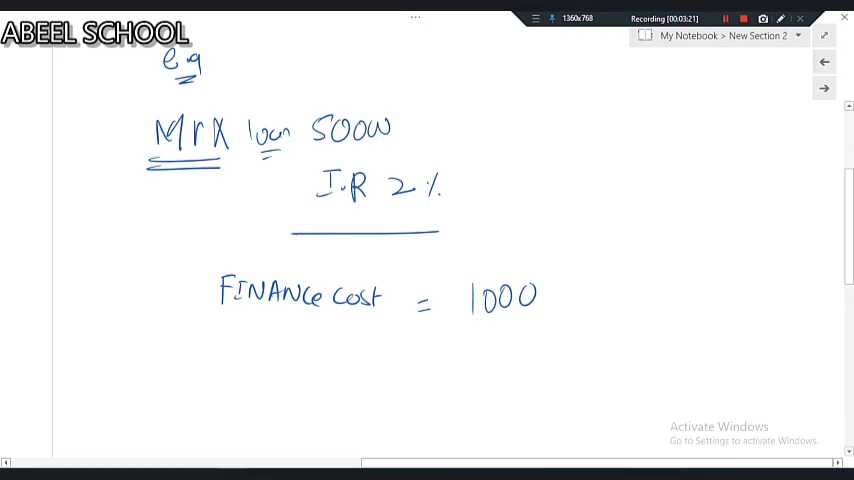 ...
1360x768
Recording [00:03:21]
ABEEL SCHOOL
My Notebook > New Section 2
e.g
Mr X loan 50000
I.R 2%
FINANCE COST = 1000
Activate Windows
Go to Settings to activate Windows.